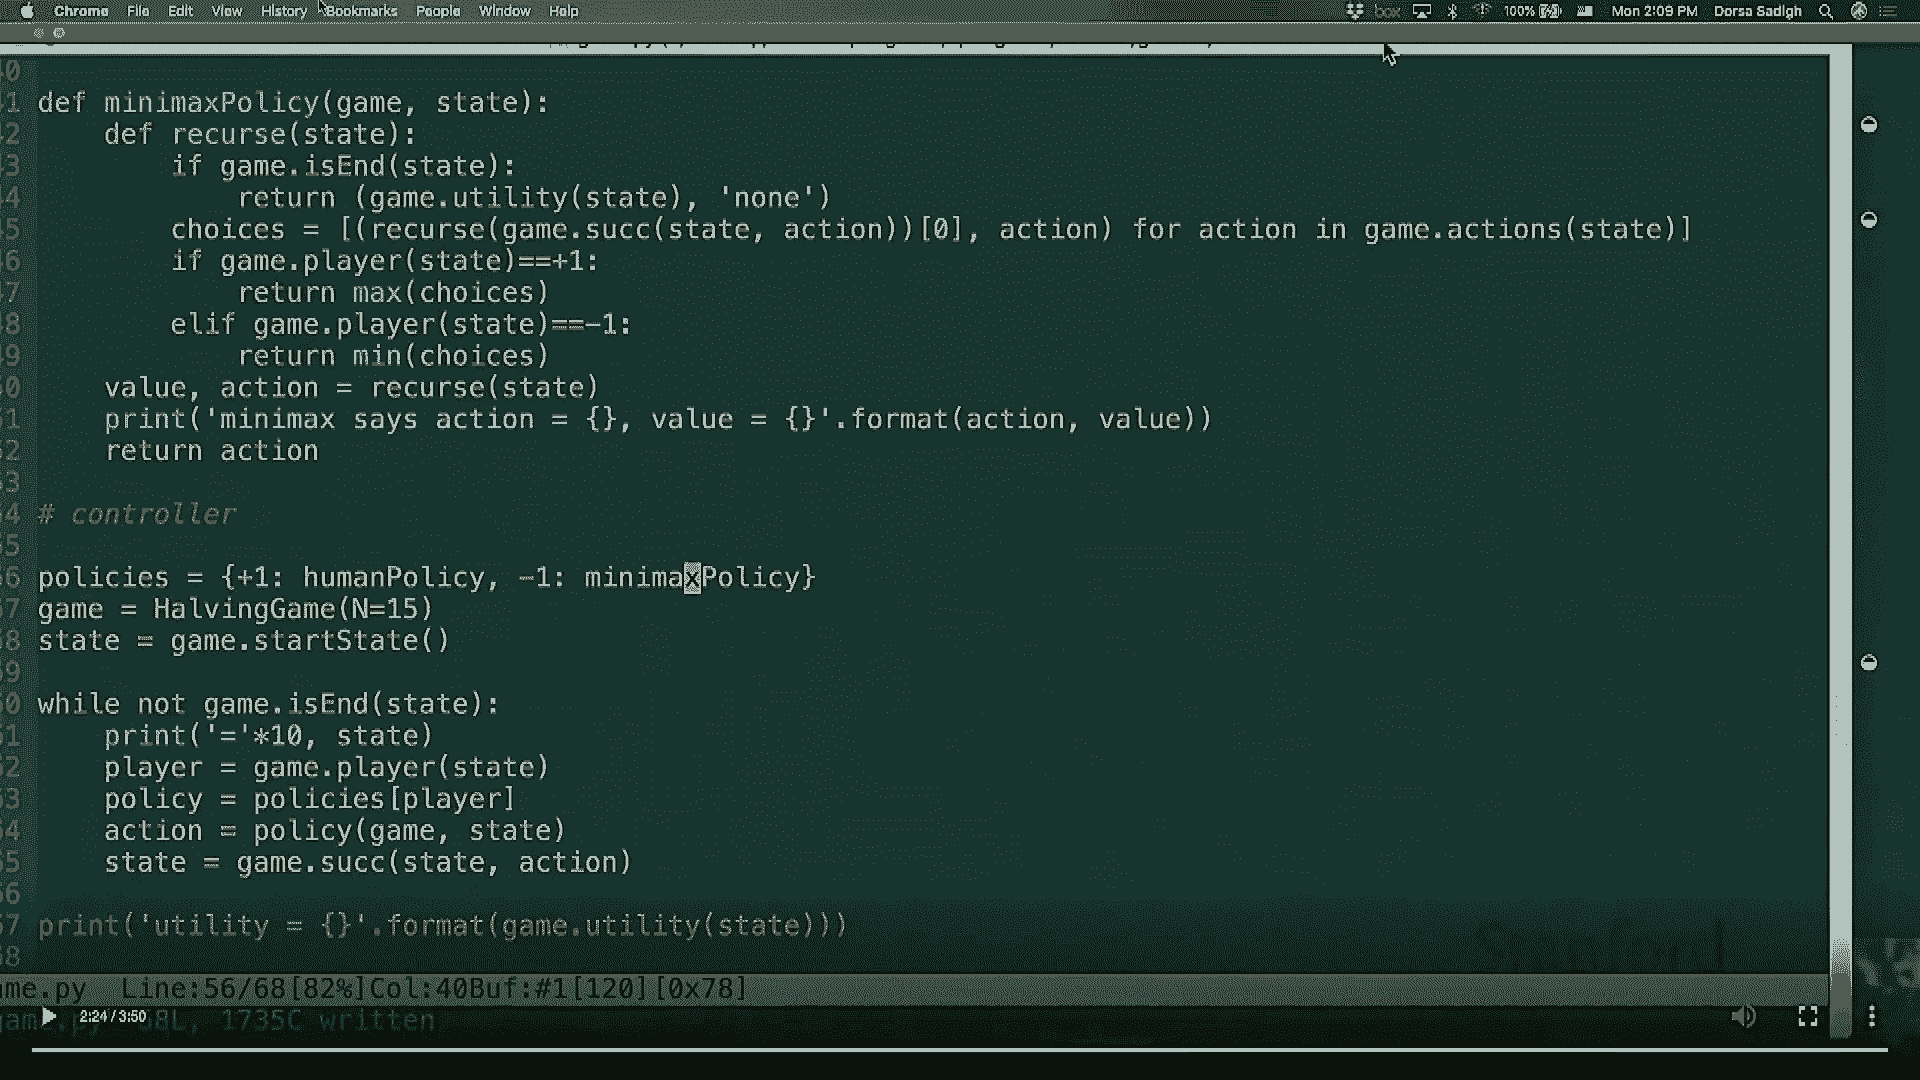 Chrome File Edit View History Bookmarks People Window Help box 100% Mon 2:09 PM Dorsa Sadigh
40
41 def minimaxPolicy(game, state):
42 def recurse(state):
43 if game.isEnd(state):
44 return (game.utility(state), 'none')
45 choices = [(recurse(game.succ(state, action))[0], action) for action in game.actions(state)]
46 if game.player(state)==+1:
47 return max(choices)
48 elif game.player(state)==-1:
49 return min(choices)
50 value, action = recurse(state)
51 print('minimax says action = {}, value = {}'.format(action, value))
52 return action
53
54 # controller
55
56 policies = {+1: humanPolicy, -1: minimaxPolicy}
57 game = HalvingGame(N=15)
58 state = game.startState()
59
60 while not game.isEnd(state):
61 print('='*10, state)
62 player = game.player(state)
63 policy = policies[player]
64 action = policy(game, state)
65 state = game.succ(state, action)
66
67 print('utility = {}'.format(game.utility(state)))
68
ame.py Line:56/68[82%]Col:40Buf:#1[120][0x78]
game.py 68L, 1735C written
2:24 / 3:50